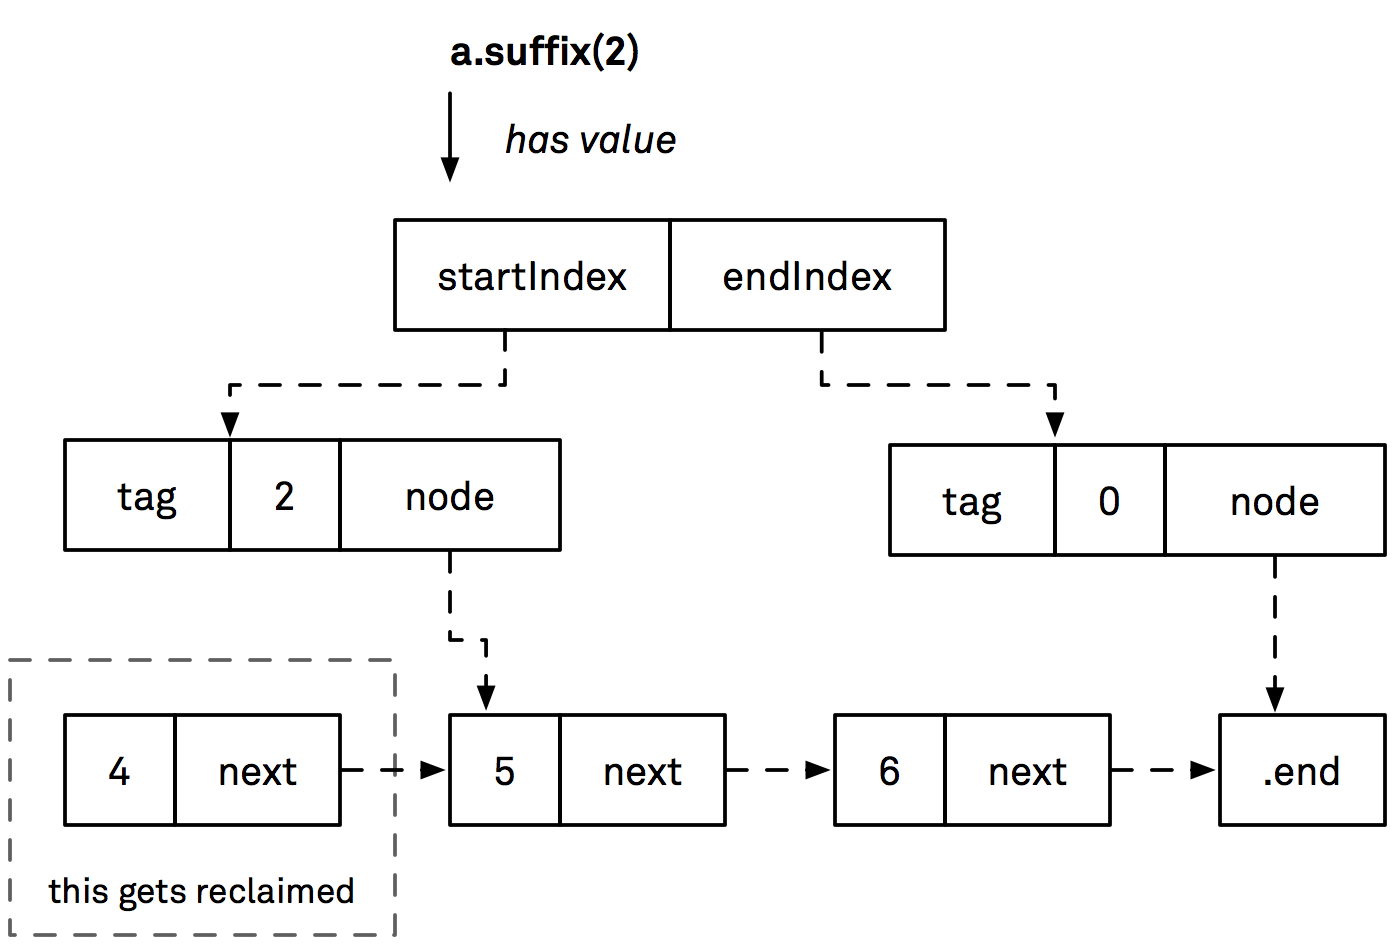 a.suffix(2)
has value
startIndex endIndex
tag 2 node
tag 0 node
4 next
5 next
6 next
.end
this gets reclaimed